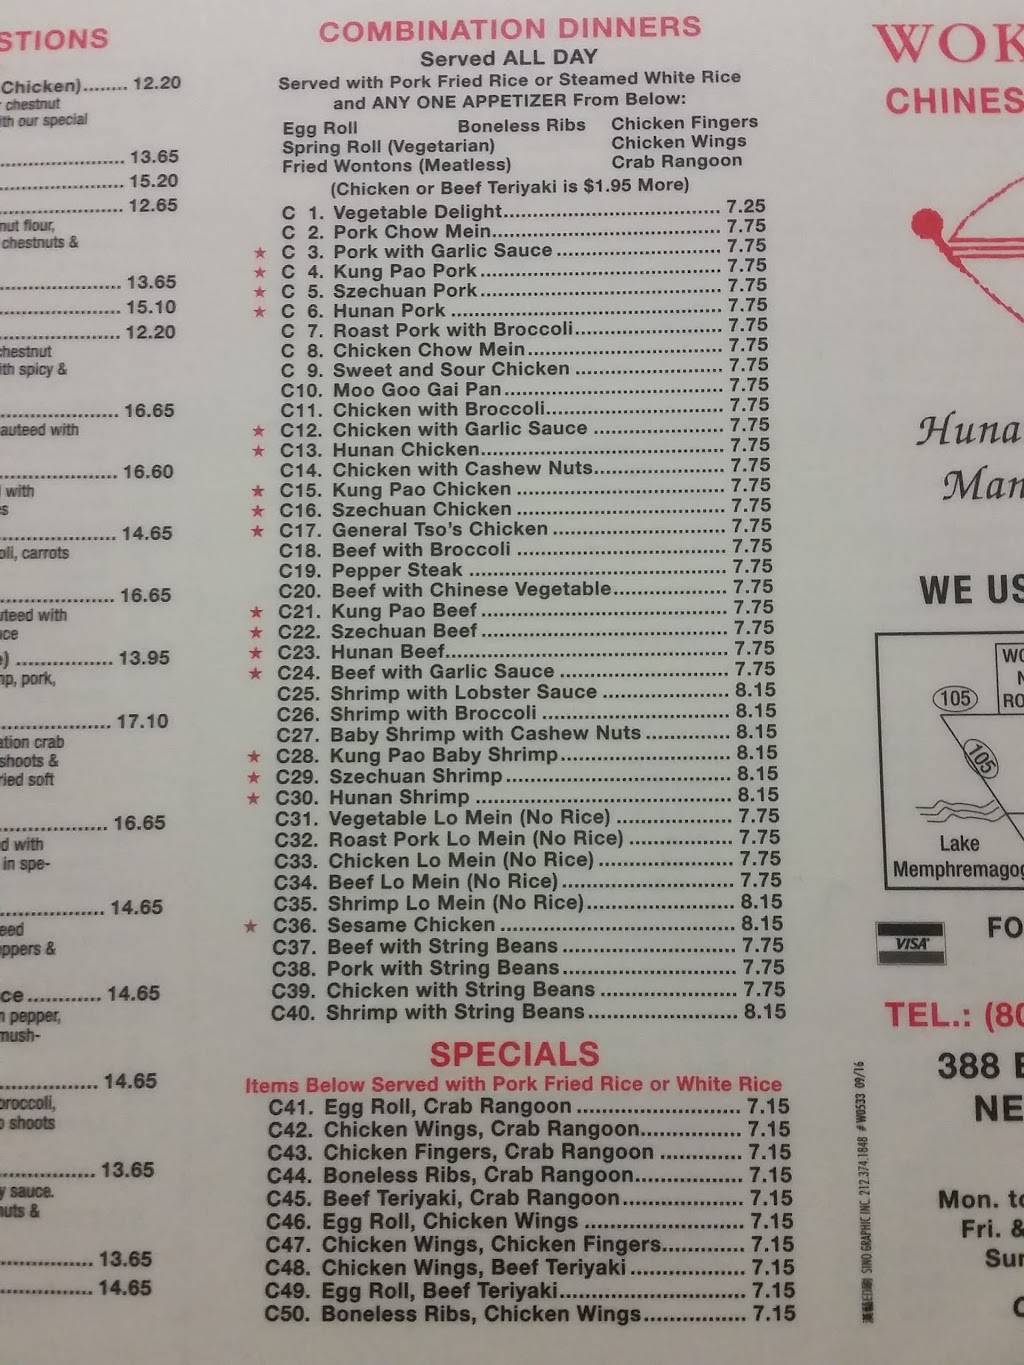 STIONS
Chicken)........ 12.20
chestnut
ith our special
13.65
15.20
12.65
nut flour,
chestnuts &
13.65
15.10
12.20
chestnut
ith spicy &
16.65
auteed with
16.60
with
14.65
oli, carrots
16.65
uteed with
) ................ 13.95
np, pork,
17.10
ation crab
shoots &
ried soft
16.65
d with
in spe-
14.65
eed
ppers &
ce............ 14.65
n pepper,
mush-
14.65
broccoli,
o shoots
13.65
y sauce.
nuts &
13.65
14.65
COMBINATION DINNERS
Served ALL DAY
Served with Pork Fried Rice or Steamed White Rice
and ANY ONE APPETIZER From Below:
Egg Roll Boneless Ribs Chicken Fingers
Spring Roll (Vegetarian) Chicken Wings
Fried Wontons (Meatless) Crab Rangoon
(Chicken or Beef Teriyaki is $1.95 More)
C 1. Vegetable Delight........ 7.25
C 2. Pork Chow Mein........ 7.75
★ C 3. Pork with Garlic Sauce ........ 7.75
★ C 4. Kung Pao Pork ........ 7.75
★ C 5. Szechuan Pork........ 7.75
★ C 6. Hunan Pork ........ 7.75
C 7. Roast Pork with Broccoli........ 7.75
C 8. Chicken Chow Mein........ 7.75
C 9. Sweet and Sour Chicken ........ 7.75
C10. Moo Goo Gai Pan........ 7.75
C11. Chicken with Broccoli........ 7.75
★ C12. Chicken with Garlic Sauce ........ 7.75
★ C13. Hunan Chicken........ 7.75
C14. Chicken with Cashew Nuts........ 7.75
★ C15. Kung Pao Chicken ........ 7.75
★ C16. Szechuan Chicken ........ 7.75
★ C17. General Tso's Chicken ........ 7.75
C18. Beef with Broccoli ........ 7.75
C19. Pepper Steak ........ 7.75
C20. Beef with Chinese Vegetable........ 7.75
★ C21. Kung Pao Beef ........ 7.75
★ C22. Szechuan Beef ........ 7.75
★ C23. Hunan Beef........ 7.75
★ C24. Beef with Garlic Sauce ........ 7.75
C25. Shrimp with Lobster Sauce ........ 8.15
C26. Shrimp with Broccoli ........ 8.15
C27. Baby Shrimp with Cashew Nuts ........ 8.15
★ C28. Kung Pao Baby Shrimp........ 8.15
★ C29. Szechuan Shrimp........ 8.15
★ C30. Hunan Shrimp ........ 8.15
C31. Vegetable Lo Mein (No Rice) ........ 7.75
C32. Roast Pork Lo Mein (No Rice) ........ 7.75
C33. Chicken Lo Mein (No Rice)........ 7.75
C34. Beef Lo Mein (No Rice)........ 7.75
C35. Shrimp Lo Mein (No Rice)........ 8.15
★ C36. Sesame Chicken ........ 8.15
C37. Beef with String Beans ........ 7.75
C38. Pork with String Beans........ 7.75
C39. Chicken with String Beans ........ 7.75
C40. Shrimp with String Beans........ 8.15
SPECIALS
Items Below Served with Pork Fried Rice or White Rice
C41. Egg Roll, Crab Rangoon ........ 7.15
C42. Chicken Wings, Crab Rangoon........ 7.15
C43. Chicken Fingers, Crab Rangoon ........ 7.15
C44. Boneless Ribs, Crab Rangoon........ 7.15
C45. Beef Teriyaki, Crab Rangoon........ 7.15
C46. Egg Roll, Chicken Wings ........ 7.15
C47. Chicken Wings, Chicken Fingers........ 7.15
C48. Chicken Wings, Beef Teriyaki ........ 7.15
C49. Egg Roll, Beef Teriyaki........ 7.15
C50. Boneless Ribs, Chicken Wings........ 7.15
WOK
CHINES
Huna
Man
WE US
WO
N
RO
105
105
Lake
Memphremagog
VISA
FO
TEL.: (80
388 E
NE
SINO GRAPHIC INC. 212.374.1848 # W0533 09/16
Mon. to
Fri. &
Sun